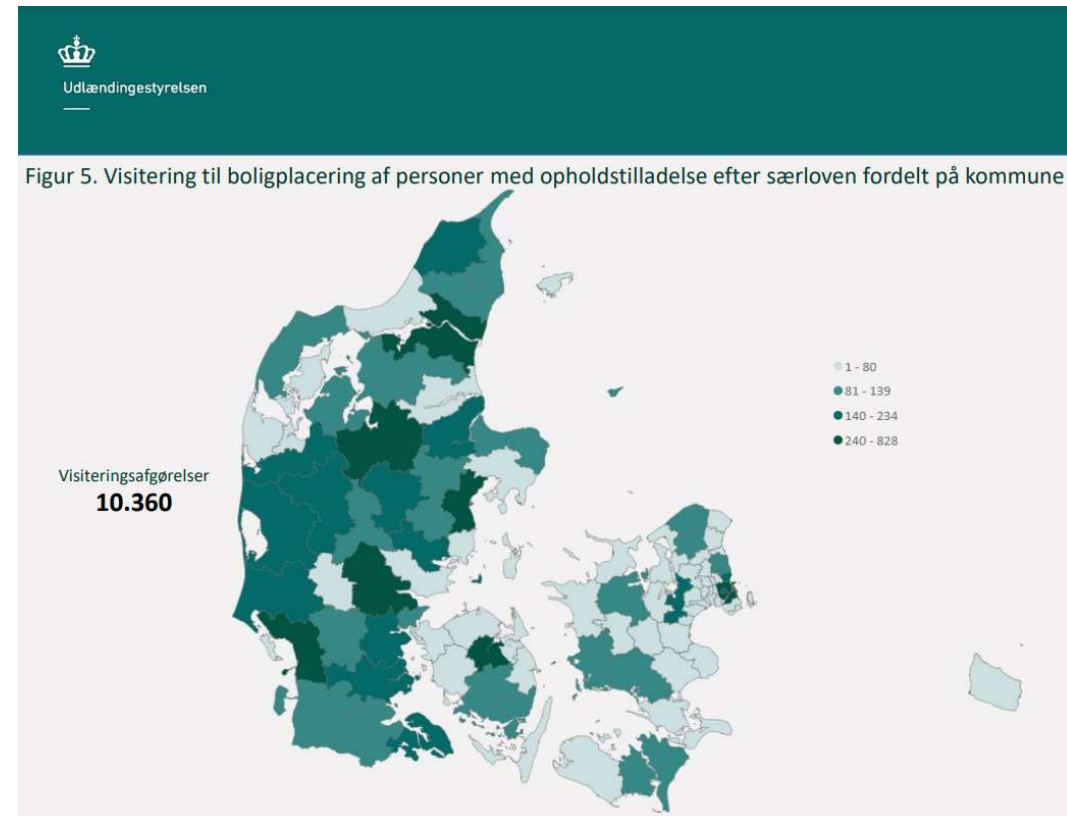 Udlændingestyrelsen
Figur 5. Visitering til boligplacering af personer med opholdstilladelse efter særloven fordelt på kommune
1 - 80
81 - 139
140 - 234
240 - 828
Visiteringsafgørelser
10.360